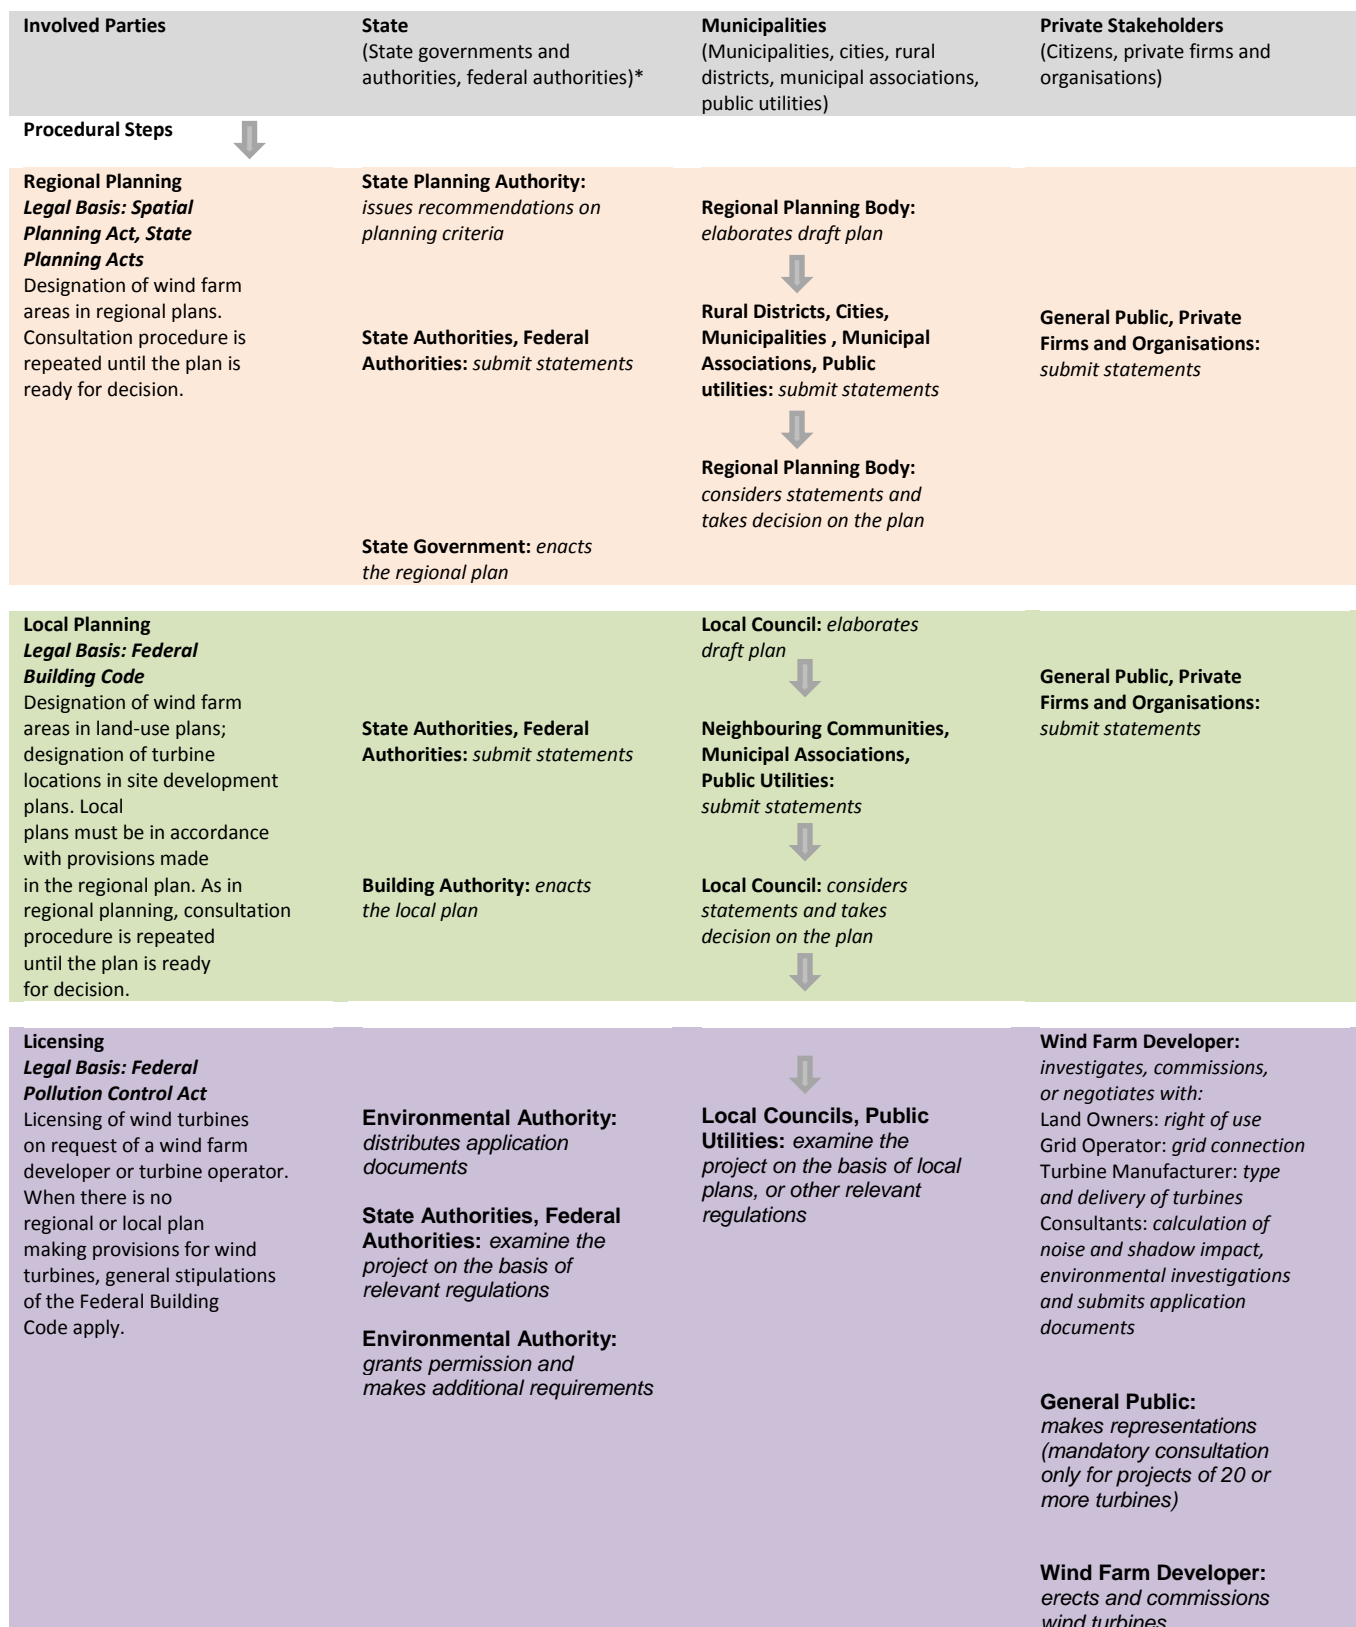 Involved Parties
State
(State governments and
authorities, federal authorities)*
Municipalities
(Municipalities, cities, rural
districts, municipal associations,
public utilities)
Private Stakeholders
(Citizens, private firms and
organisations)
Procedural Steps
Regional Planning
Legal Basis: Spatial
Planning Act, State
Planning Acts
Designation of wind farm
areas in regional plans.
Consultation procedure is
repeated until the plan is
ready for decision.
State Planning Authority:
issues recommendations on
planning criteria
State Authorities, Federal
Authorities: submit statements
State Government: enacts
the regional plan
Regional Planning Body:
elaborates draft plan
Rural Districts, Cities,
Municipalities , Municipal
Associations, Public
utilities: submit statements
Regional Planning Body:
considers statements and
takes decision on the plan
General Public, Private
Firms and Organisations:
submit statements
Local Planning
Legal Basis: Federal
Building Code
Designation of wind farm
areas in land-use plans;
designation of turbine
locations in site development
plans. Local
plans must be in accordance
with provisions made
in the regional plan. As in
regional planning, consultation
procedure is repeated
until the plan is ready
for decision.
State Authorities, Federal
Authorities: submit statements
Building Authority: enacts
the local plan
Local Council: elaborates
draft plan
Neighbouring Communities,
Municipal Associations,
Public Utilities:
submit statements
Local Council: considers
statements and takes
decision on the plan
General Public, Private
Firms and Organisations:
submit statements
Licensing
Legal Basis: Federal
Pollution Control Act
Licensing of wind turbines
on request of a wind farm
developer or turbine operator.
When there is no
regional or local plan
making provisions for wind
turbines, general stipulations
of the Federal Building
Code apply.
Environmental Authority:
distributes application
documents
State Authorities, Federal
Authorities: examine the
project on the basis of
relevant regulations
Environmental Authority:
grants permission and
makes additional requirements
Local Councils, Public
Utilities: examine the
project on the basis of local
plans, or other relevant
regulations
Wind Farm Developer:
investigates, commissions,
or negotiates with:
Land Owners: right of use
Grid Operator: grid connection
Turbine Manufacturer: type
and delivery of turbines
Consultants: calculation of
noise and shadow impact,
environmental investigations
and submits application
documents
General Public:
makes representations
(mandatory consultation
only for projects of 20 or
more turbines)
Wind Farm Developer:
erects and commissions
wind turbines